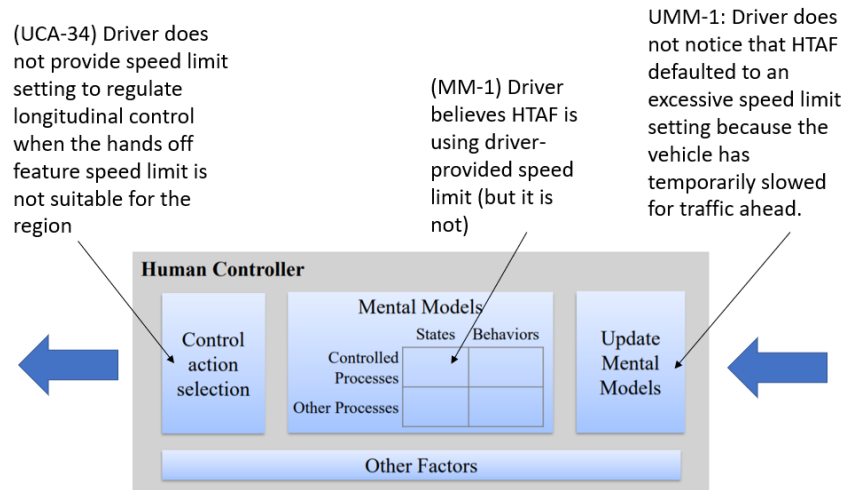 (UCA-34) Driver does
not provide speed limit
setting to regulate
longitudinal control
when the hands off
feature speed limit is
not suitable for the
region
(MM-1) Driver
believes HTAF is
using driver-
provided speed
limit (but it is
not)
UMM-1: Driver does
not notice that HTAF
defaulted to an
excessive speed limit
setting because the
vehicle has
temporarily slowed
for traffic ahead.
Human Controller
Control
action
selection
Mental Models
States Behaviors
Controlled
Processes
Other Processes
Update
Mental
Models
Other Factors